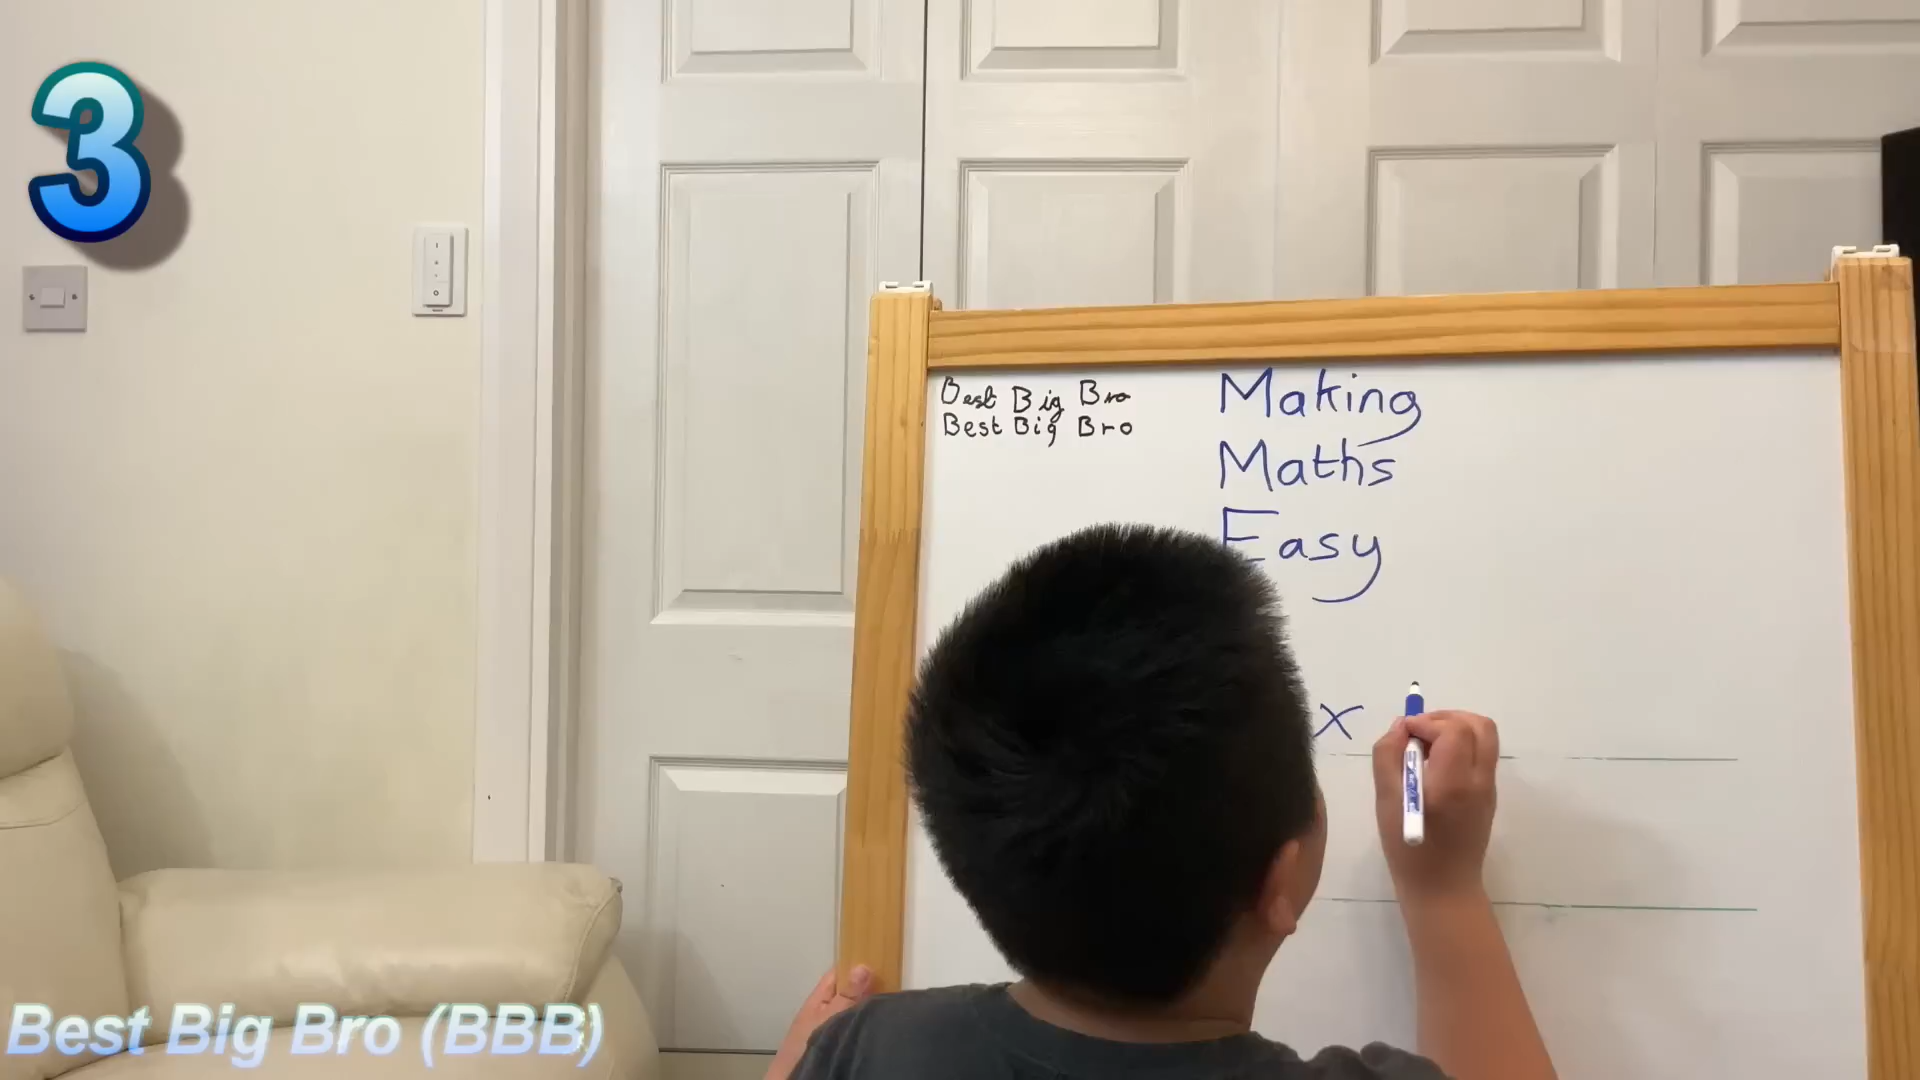 3
Best Big Bro
Best Big Bro
Making
Maths
Easy
x
Best Big Bro (BBB)